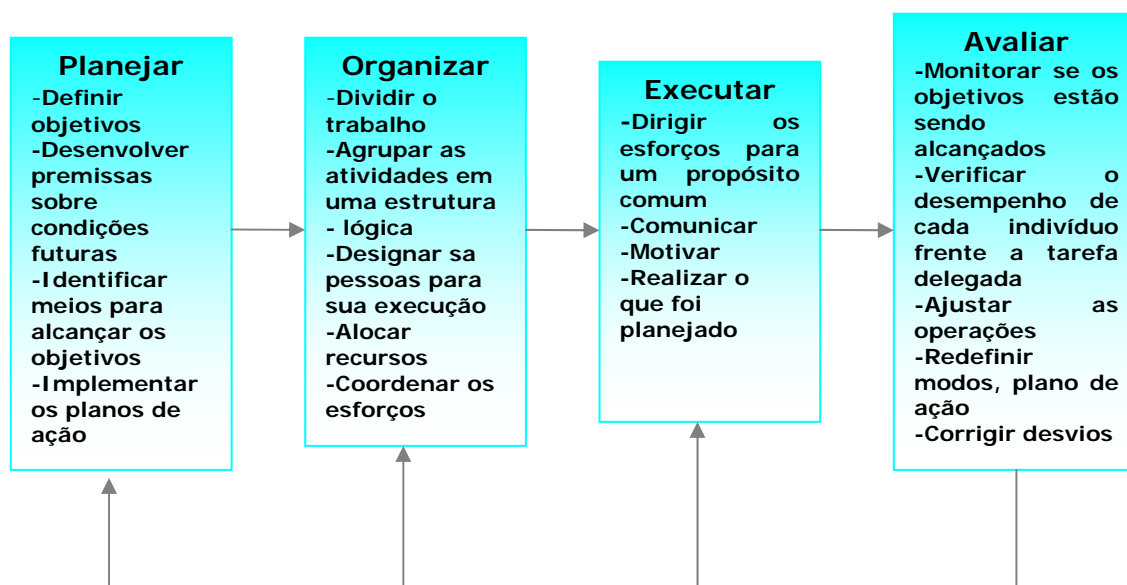 Planejar
-Definir
objetivos
-Desenvolver
premissas
sobre
condições
futuras
-Identificar
meios para
alcançar os
objetivos
-Implementar
os planos de
ação
Organizar
-Dividir o
trabalho
-Agrupar as
atividades em
uma estrutura
- lógica
-Designar sa
pessoas para
sua execução
-Alocar
recursos
-Coordenar os
esforços
Executar
-Dirigir os
esforços para
um propósito
comum
-Comunicar
-Motivar
-Realizar o
que foi
planejado
Avaliar
-Monitorar se os
objetivos estão
sendo
alcançados
-Verificar o
desempenho de
cada indivíduo
frente a tarefa
delegada
-Ajustar as
operações
-Redefinir
modos, plano de
ação
-Corrigir desvios